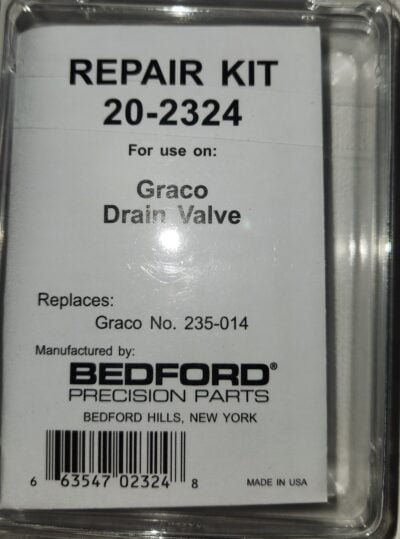 REPAIR KIT
20-2324
For use on:
Graco
Drain Valve
Replaces:
Graco No. 235-014
Manufactured by:
BEDFORD®
PRECISION PARTS
BEDFORD HILLS, NEW YORK
6 63547 02324 8
MADE IN USA